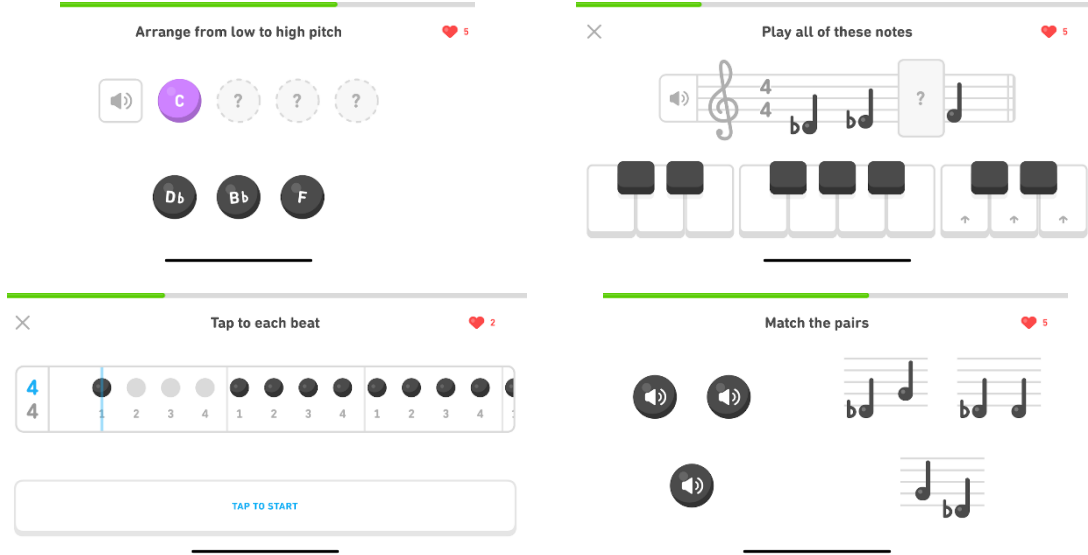 Arrange from low to high pitch
5
C ? ? ?
D♭ B♭ F
Play all of these notes
5
4
4
♭ ♭ ?
Tap to each beat
2
4
4
1 2 3 4 1 2 3 4 1 2 3 4 1
TAP TO START
Match the pairs
5
♭ ♭
♭